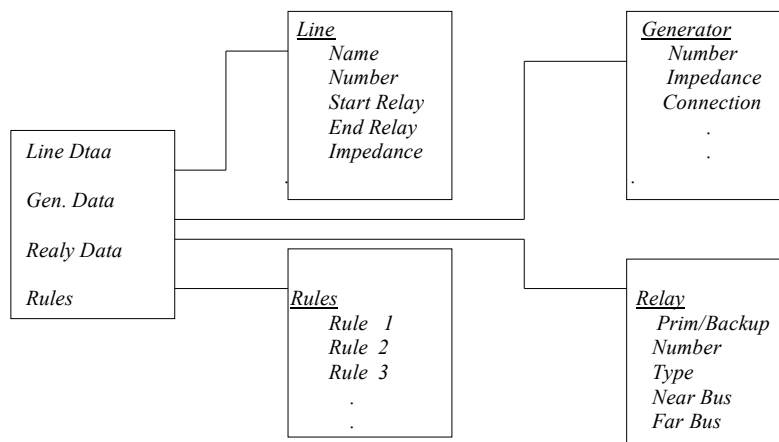 Line
Name
Number
Start Relay
End Relay
Impedance
.
Generator
Number
Impedance
Connection
.
.
.
Line Dtaa
Gen. Data
Realy Data
Rules
Rules
Rule 1
Rule 2
Rule 3
.
.
Relay
Prim/Backup
Number
Type
Near Bus
Far Bus